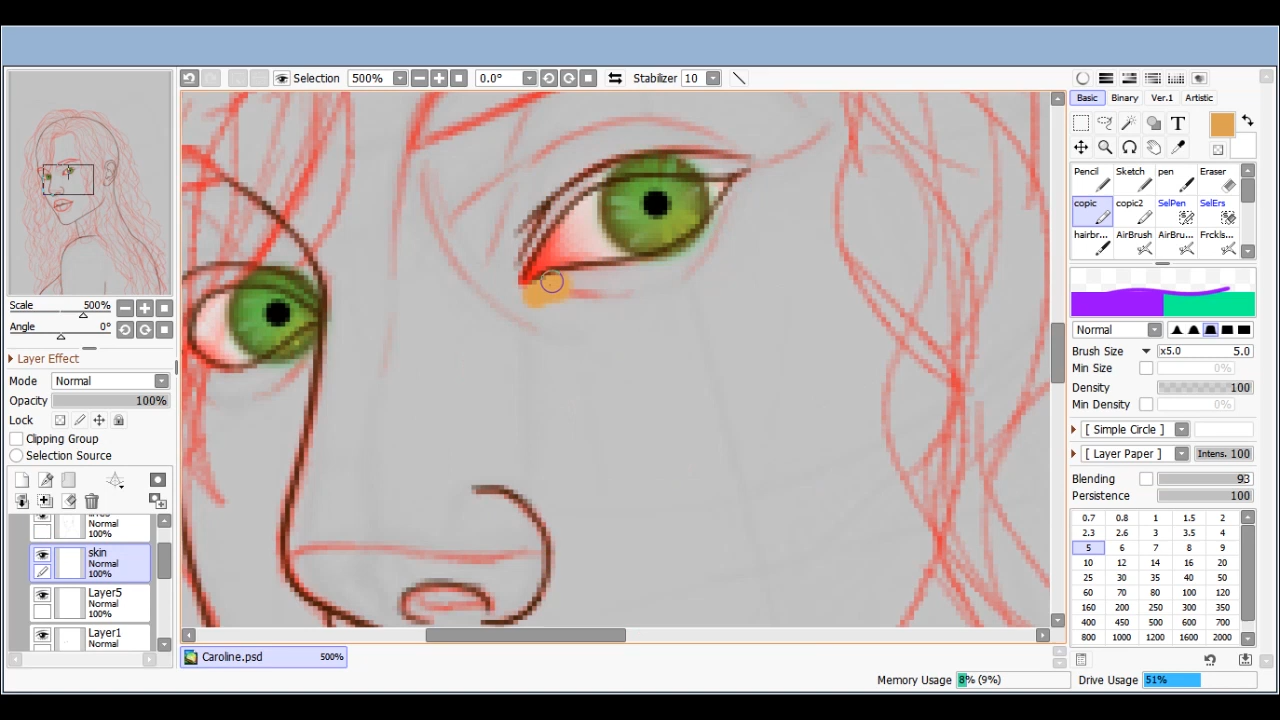 Selection 500% 0.0° Stabilizer 10
Basic Binary Ver.1 Artistic
T
Pencil Sketch pen Eraser
copic copic2 SelPen SelErs
hairbr... AirBrush AirBru... Frckls...
Scale 500%
Angle 0°
Layer Effect
Mode Normal
Opacity 100%
Lock
Clipping Group
Selection Source
Normal
100%
skin
Normal
100%
Layer5
Normal
100%
Layer1
Normal
Normal
Brush Size x5.0 5.0
Min Size 0%
Density 100
Min Density 0%
[ Simple Circle ]
[ Layer Paper ] Intens. 100
Blending 93
Persistence 100
0.7 0.8 1 1.5 2
2.3 2.6 3 3.5 4
5 6 7 8 9
10 12 14 16 20
25 30 35 40 50
60 70 80 100 120
160 200 250 300 350
400 450 500 600 700
800 1000 1200 1600 2000
Caroline.psd 500%
Memory Usage 8% (9%) Drive Usage 51%